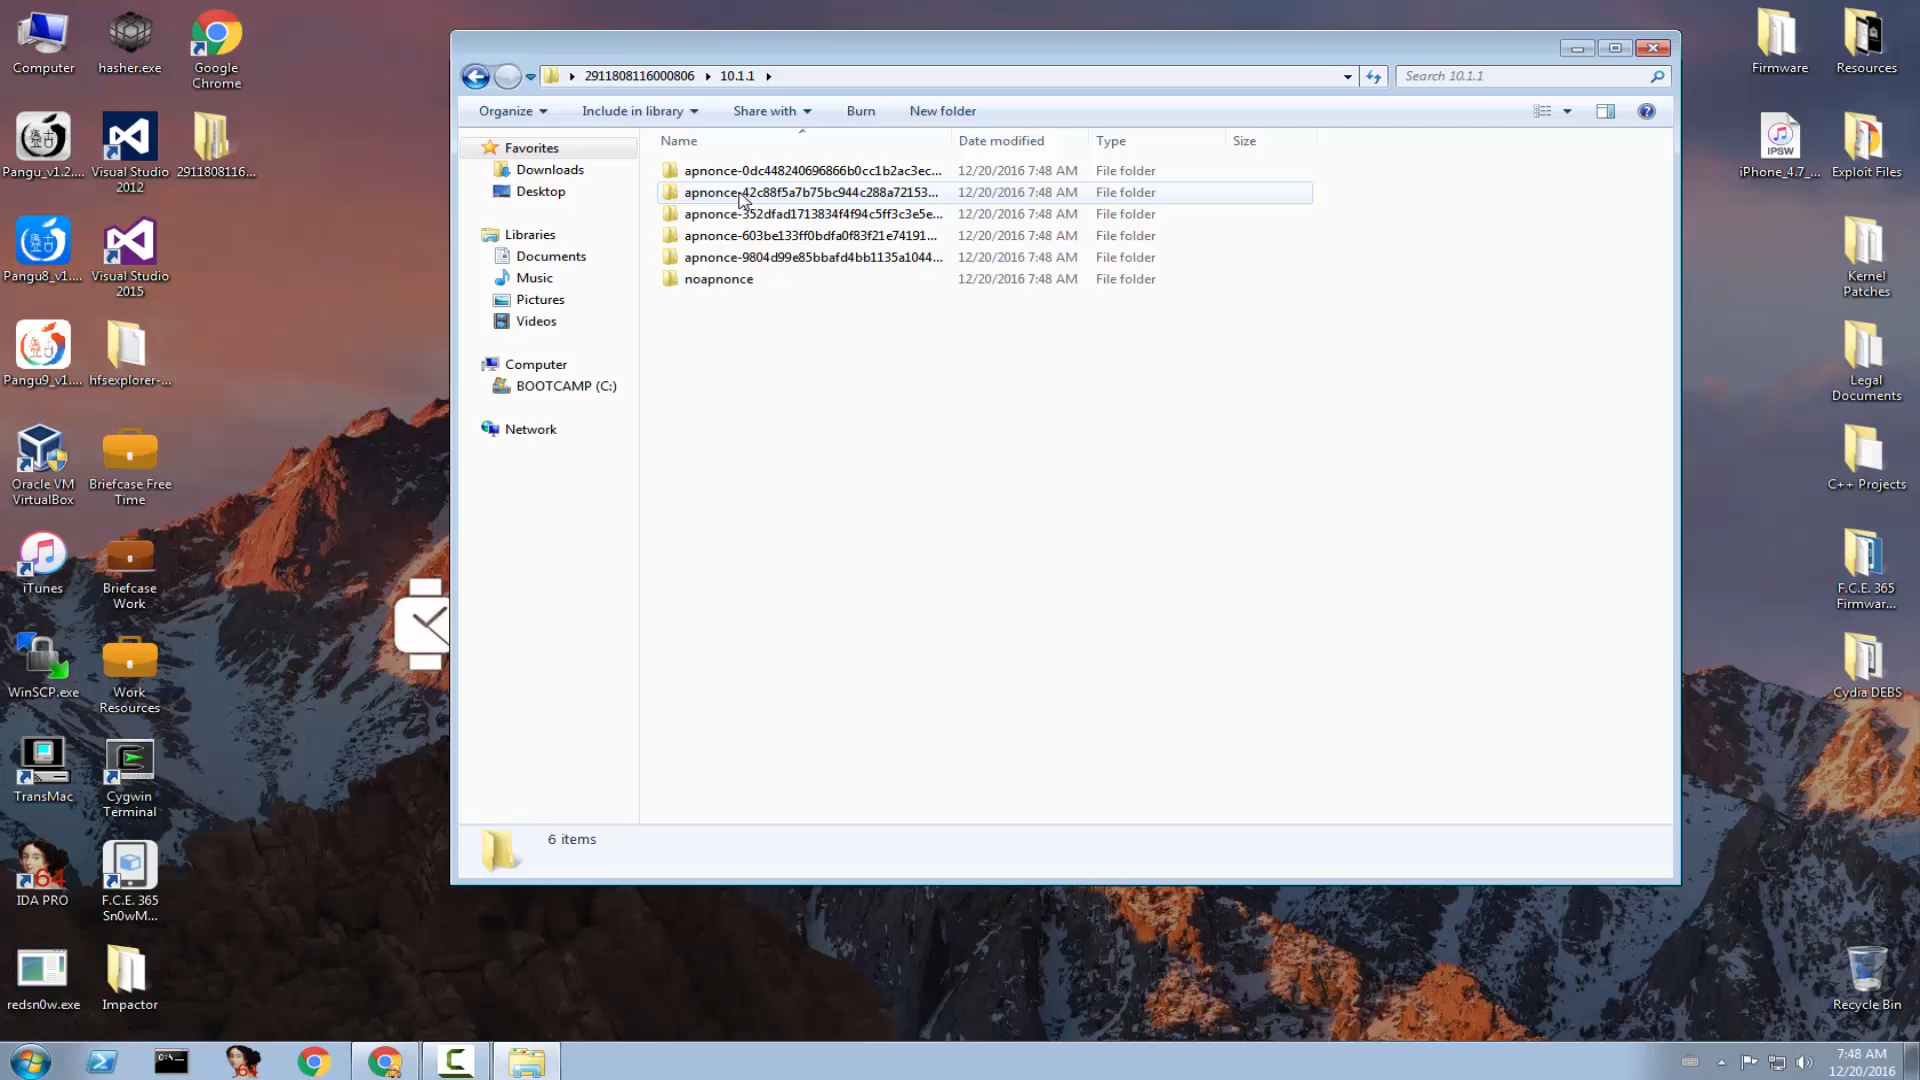 Computer
hasher.exe
Google
Chrome
Pangu_v1.2....
Visual Studio
2012
2911808116...
Pangu8_v1....
Visual Studio
2015
Pangu9_v1....
hfsexplorer-...
Oracle VM
VirtualBox
Briefcase Free
Time
iTunes
Briefcase
Work
WinSCP.exe
Work
Resources
TransMac
Cygwin
Terminal
64
IDA PRO
F.C.E. 365
Sn0wM...
redsn0w.exe
Impactor
2911808116000806
10.1.1
Search 10.1.1
Organize
Include in library
Share with
Burn
New folder
Favorites
Downloads
Desktop
Libraries
Documents
Music
Pictures
Videos
Computer
BOOTCAMP (C:)
Network
Name
Date modified
Type
Size
apnonce-0dc448240696866b0cc1b2ac3ec...
12/20/2016 7:48 AM
File folder
apnonce-42c88f5a7b75bc944c288a72153...
12/20/2016 7:48 AM
File folder
apnonce-352dfad1713834f4f94c5ff3c3e5e...
12/20/2016 7:48 AM
File folder
apnonce-603be133ff0bdfa0f83f21e74191...
12/20/2016 7:48 AM
File folder
apnonce-9804d99e85bbafd4bb1135a1044...
12/20/2016 7:48 AM
File folder
noapnonce
12/20/2016 7:48 AM
File folder
6 items
Firmware
Resources
IPSW
iPhone_4.7_...
Exploit Files
Kernel
Patches
Legal
Documents
C++ Projects
F.C.E. 365
Firmwar...
Cydia DEBS
Recycle Bin
C:\_
64
7:48 AM
12/20/2016